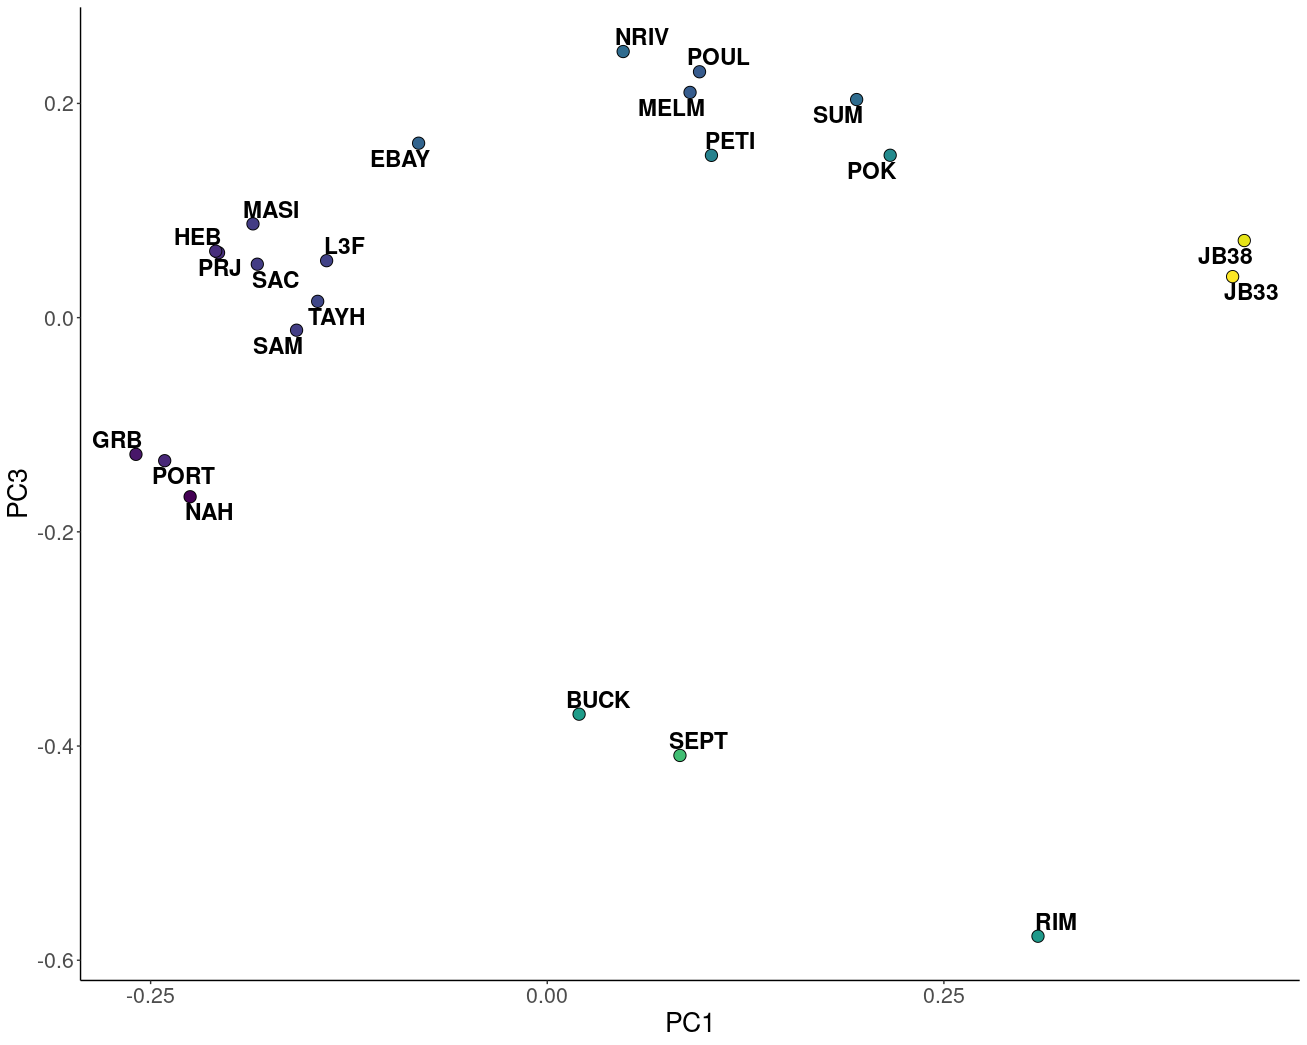 NRIV
POUL
MELM
SUM
PETI
POK
EBAY
MASI
HEB
PRJ
SAC
L3F
TAYH
SAM
JB38
JB33
GRB
PORT
NAH
BUCK
SEPT
RIM
0.2
0.0
-0.2
-0.4
-0.6
PC3
-0.25
0.00
0.25
PC1